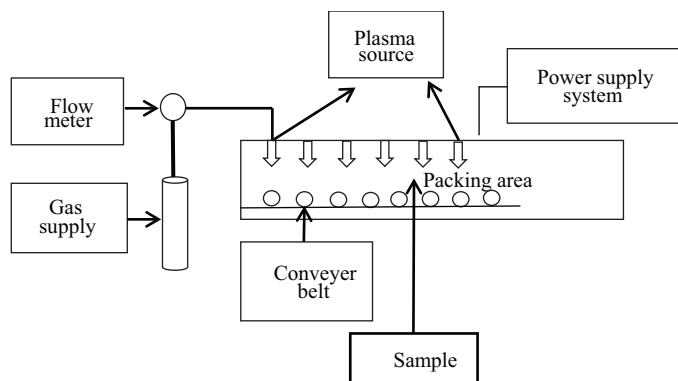 Plasma
source
Power supply
system
Flow
meter
Packing area
Gas
supply
Conveyer
belt
Sample